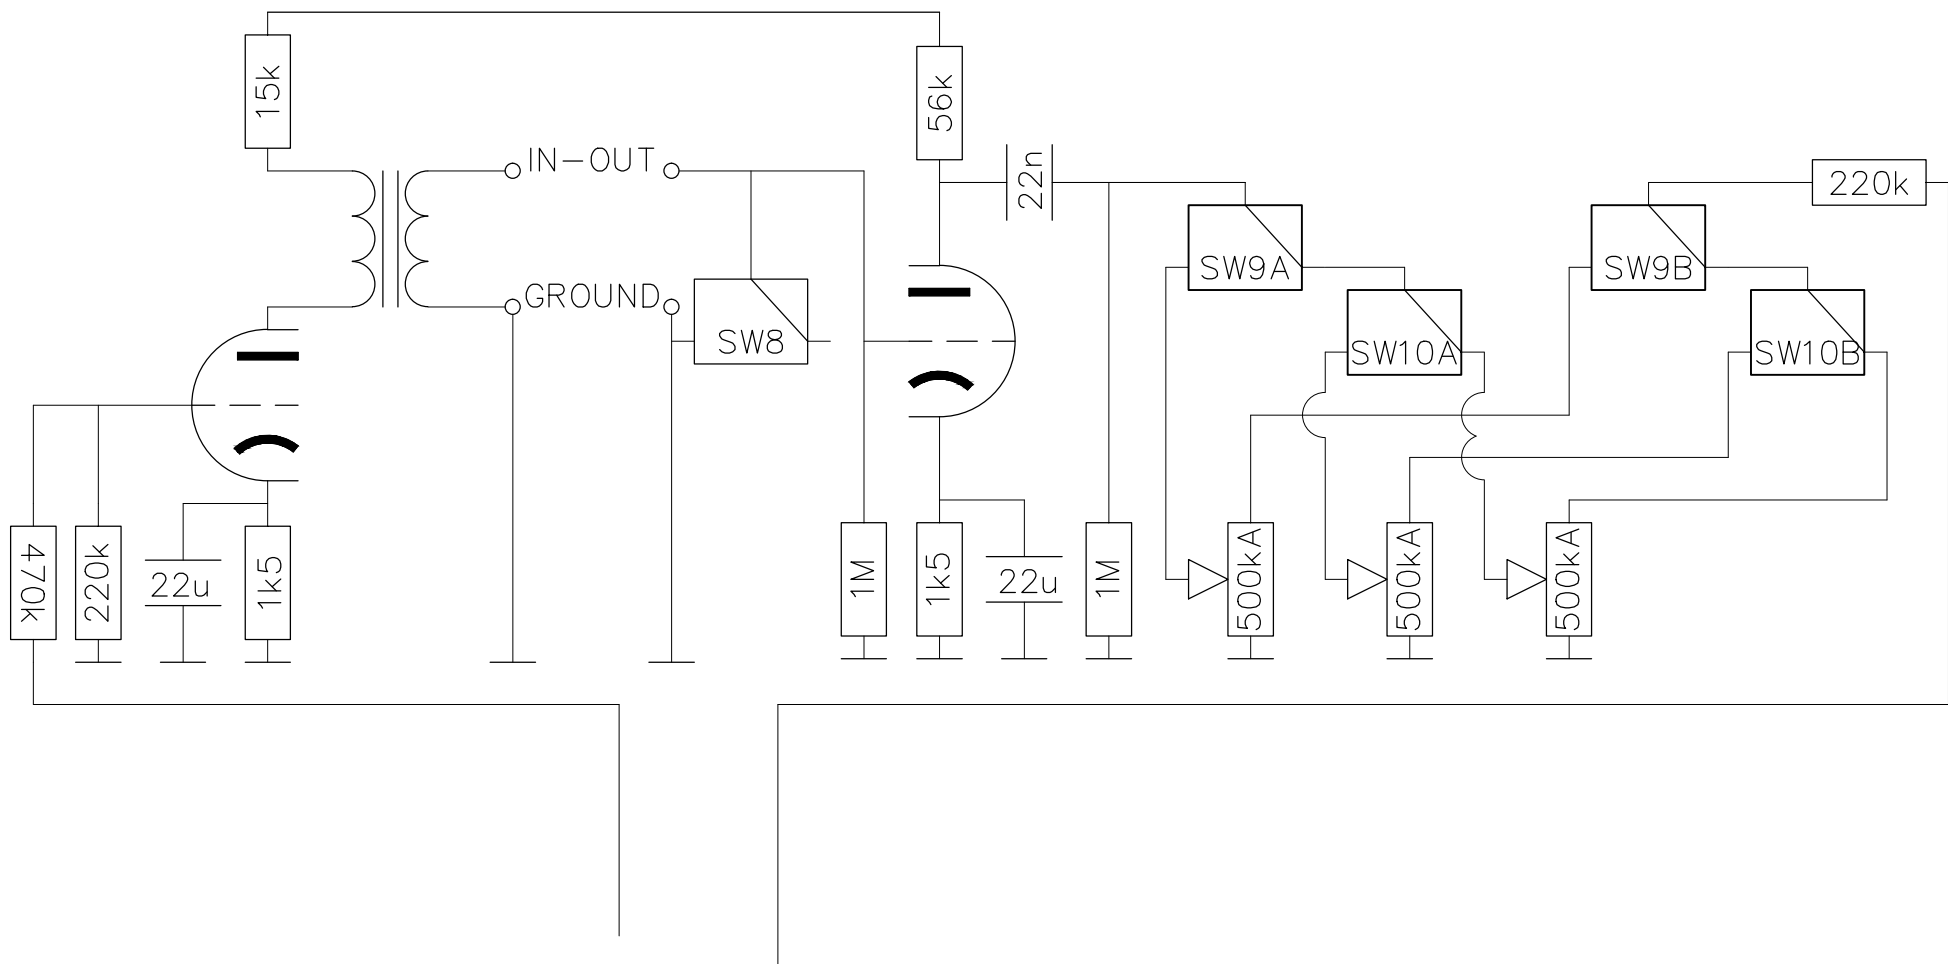 15k
56k
IN-OUT
22n
220k
GROUND
SW8
SW9A
SW9B
SW10A
SW10B
470k
220k
22u
1k5
1M
1k5
22u
1M
500kA
500kA
500kA